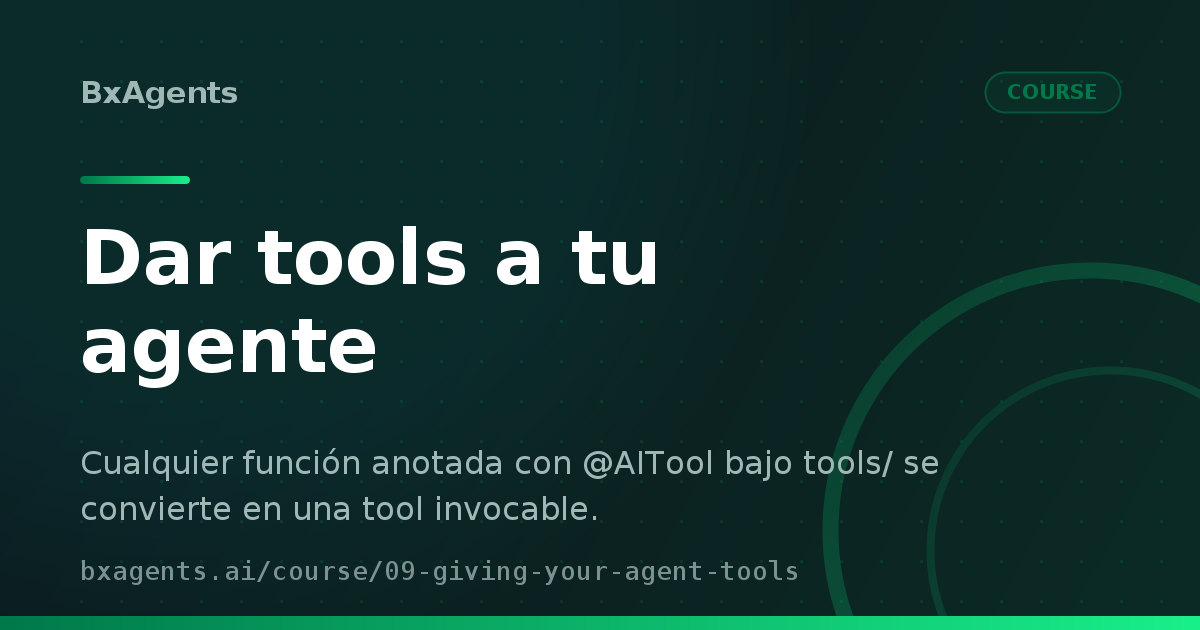 BxAgents
COURSE
Dar tools a tu
agente
Cualquier función anotada con @AITool bajo tools/ se
convierte en una tool invocable.
bxagents.ai/course/09-giving-your-agent-tools